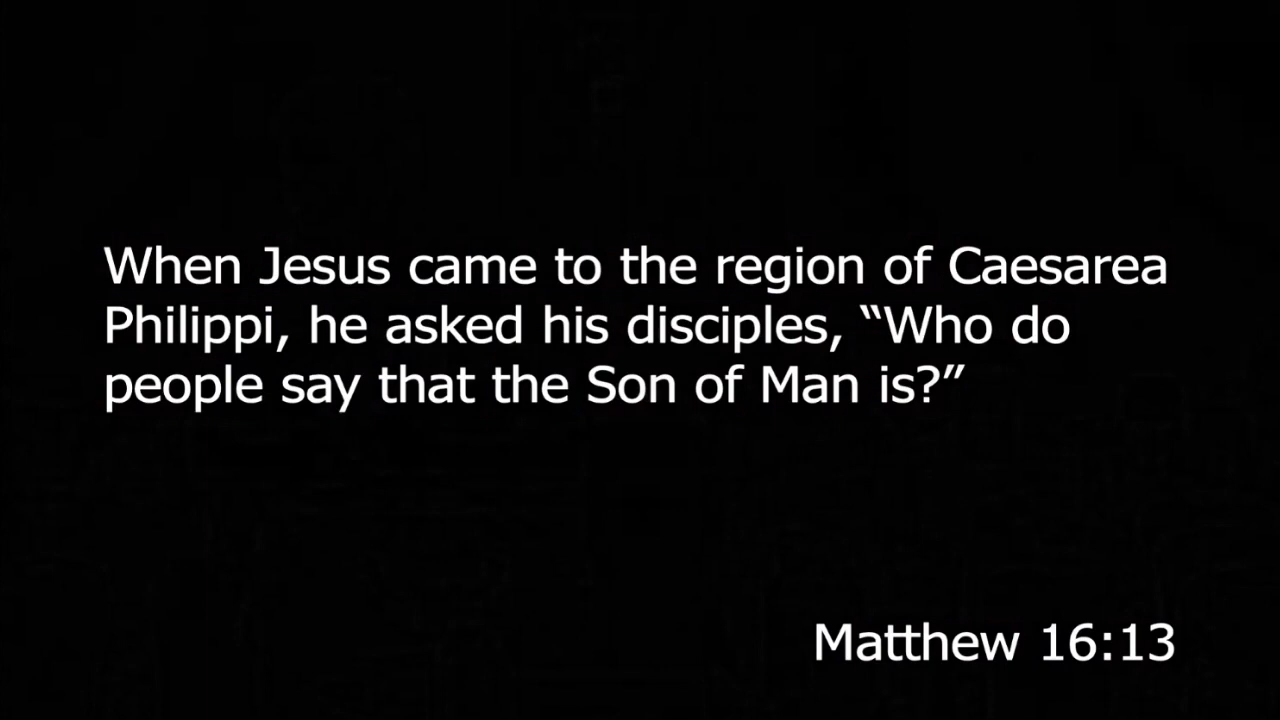 When Jesus came to the region of Caesarea
Philippi, he asked his disciples, “Who do
people say that the Son of Man is?”
Matthew 16:13